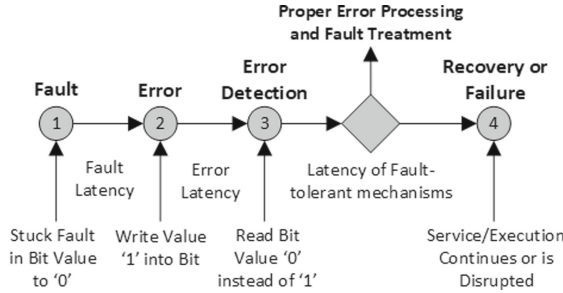 Proper Error Processing
and Fault Treatment
Fault
Error
Error
Detection
Recovery or
Failure
1
2
3
4
Fault
Latency
Error
Latency
Latency of Fault-
tolerant mechanisms
Stuck Fault
in Bit Value
to ‘0’
Write Value
‘1’ into Bit
Read Bit
Value ‘0’
instead of ‘1’
Service/Execution
Continues or is
Disrupted